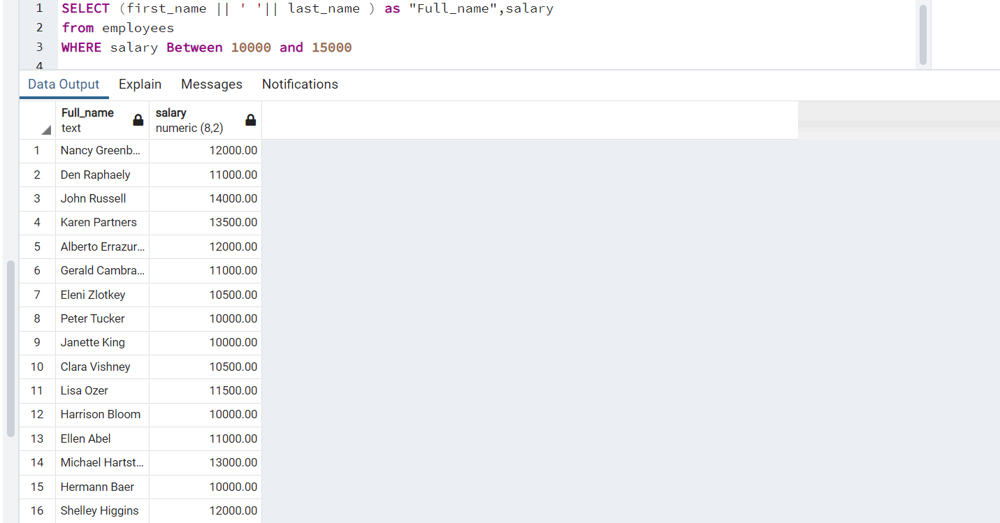 1 SELECT (first_name || ' '|| last_name ) as "Full_name",salary
2 from employees
3 WHERE salary Between 10000 and 15000
4
Data Output Explain Messages Notifications
Full_name salary
text numeric (8,2)
1 Nancy Greenb... 12000.00
2 Den Raphaely 11000.00
3 John Russell 14000.00
4 Karen Partners 13500.00
5 Alberto Errazur... 12000.00
6 Gerald Cambra... 11000.00
7 Eleni Zlotkey 10500.00
8 Peter Tucker 10000.00
9 Janette King 10000.00
10 Clara Vishney 10500.00
11 Lisa Ozer 11500.00
12 Harrison Bloom 10000.00
13 Ellen Abel 11000.00
14 Michael Hartst... 13000.00
15 Hermann Baer 10000.00
16 Shelley Higgins 12000.00